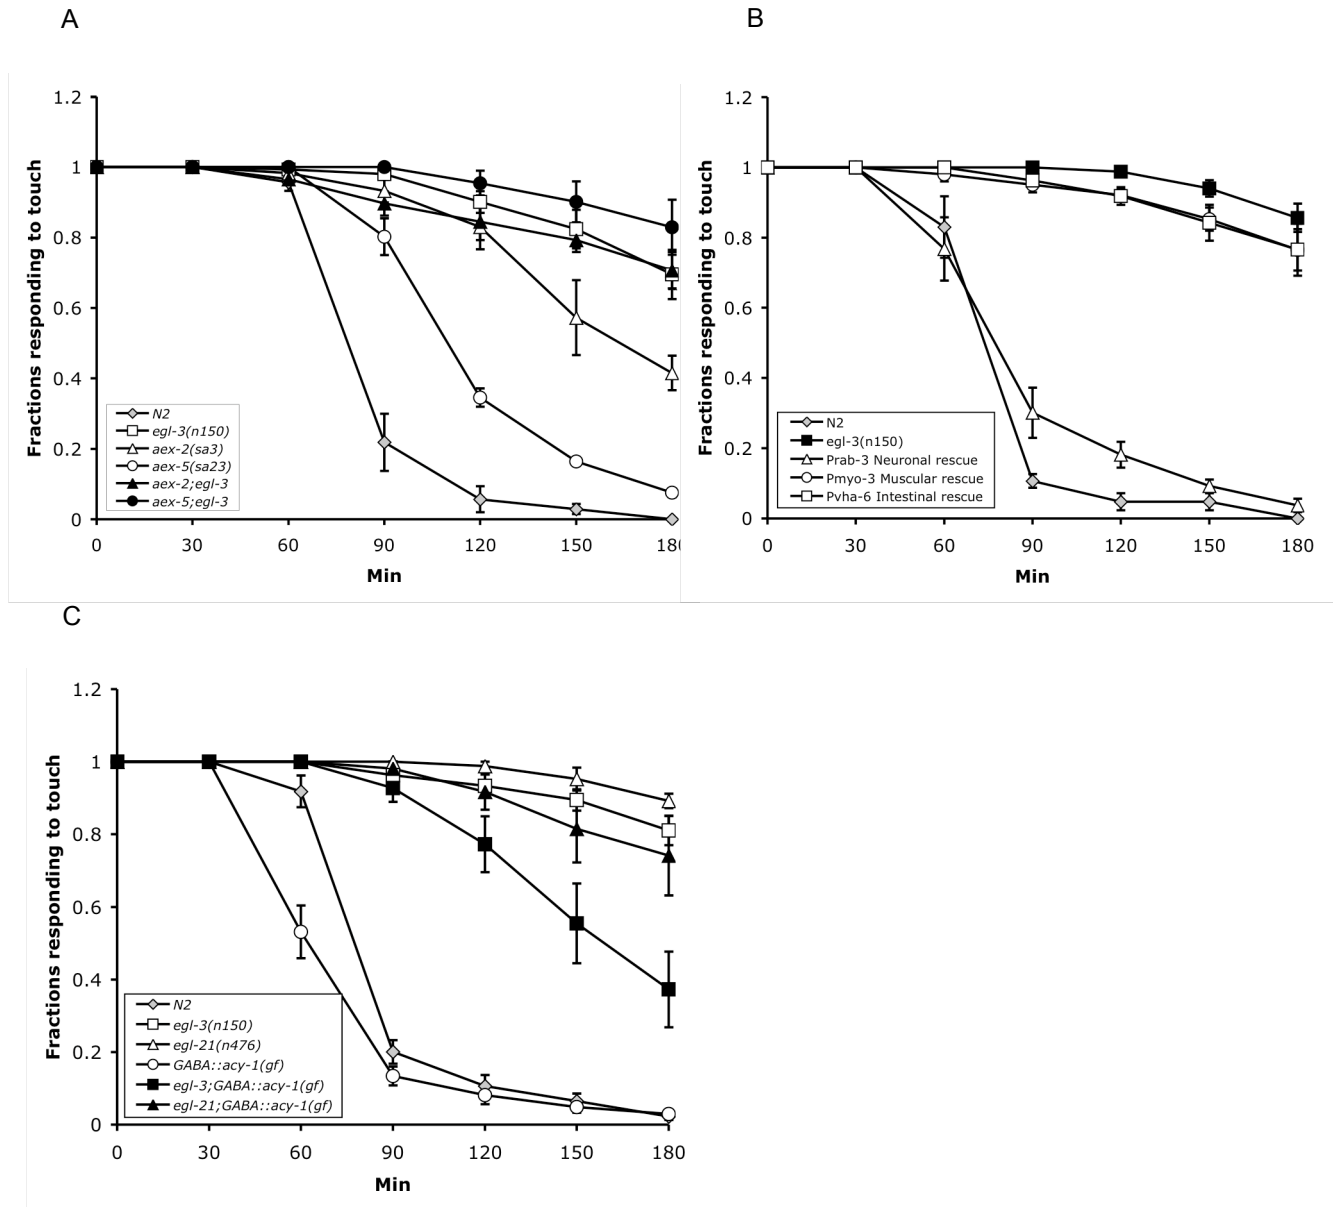 A
B
1.2
1
0.8
0.6
0.4
0.2
0
Fractions responding to touch
N2
egl-3(n150)
aex-2(sa3)
aex-5(sa23)
aex-2;egl-3
aex-5;egl-3
0 30 60 90 120 150 180
Min
1.2
1
0.8
0.6
0.4
0.2
0
Fractions responding to touch
N2
egl-3(n150)
Prab-3 Neuronal rescue
Pmyo-3 Muscular rescue
Pvha-6 Intestinal rescue
0 30 60 90 120 150 180
Min
C
1.2
1
0.8
0.6
0.4
0.2
0
Fractions responding to touch
N2
egl-3(n150)
egl-21(n476)
GABA::acy-1(gf)
egl-3;GABA::acy-1(gf)
egl-21;GABA::acy-1(gf)
0 30 60 90 120 150 180
Min